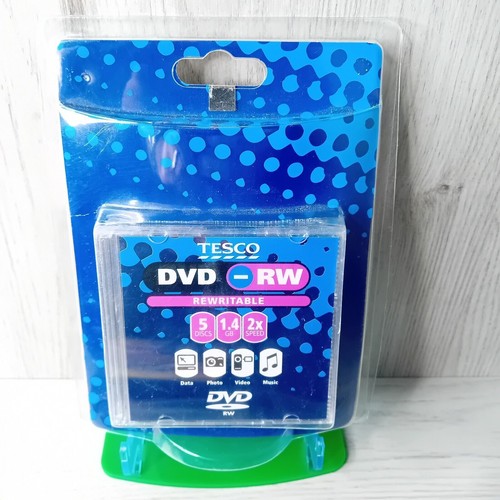 TESCO
DVD - RW
REWRITABLE
5 1.4 2x
DISCS GB SPEED
Data Photo Video Music
DVD
RW